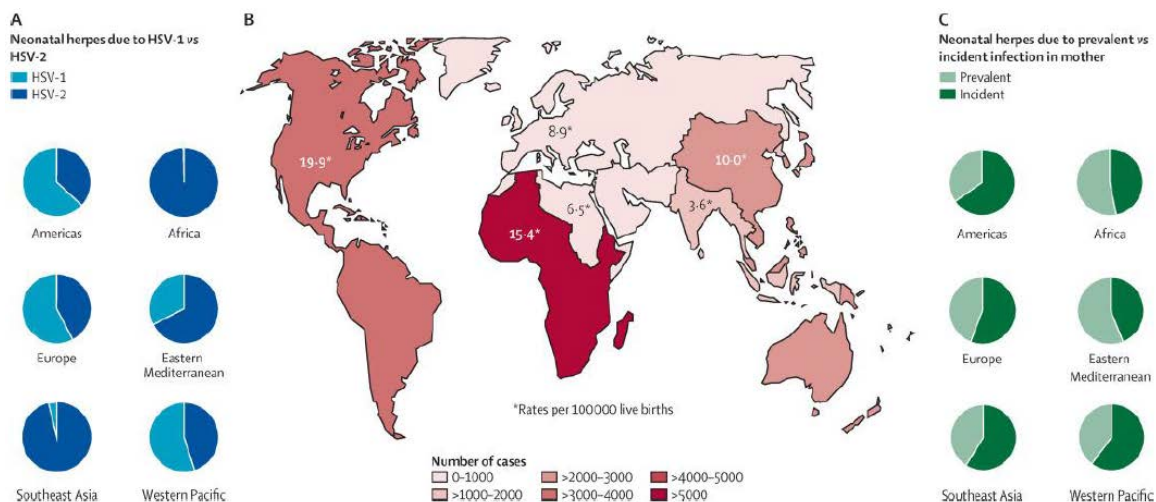 A
Neonatal herpes due to HSV-1 vs
HSV-2
HSV-1
HSV-2
Americas
Africa
Europe
Eastern
Mediterranean
Southeast Asia
Western Pacific
B
19·9*
8·9*
10·0*
6·5*
3·6*
15·4*
*Rates per 100000 live births
Number of cases
0–1000
>1000–2000
>2000–3000
>3000–4000
>4000–5000
>5000
C
Neonatal herpes due to prevalent vs
incident infection in mother
Prevalent
Incident
Americas
Africa
Europe
Eastern
Mediterranean
Southeast Asia
Western Pacific